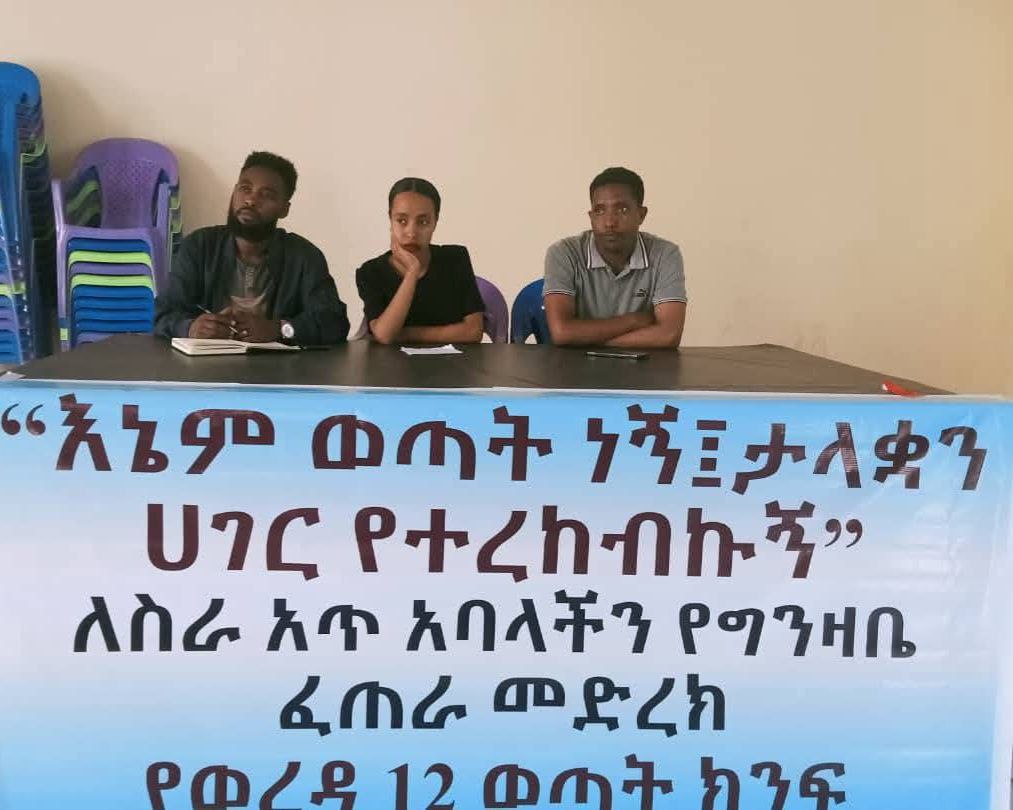 “እኔም ወጣት ነኝ፤ታላቋን
ሀገር የተረከብኩኝ”
ለስራ አጥ አባላችን የግንዛቤ
ፈጠራ መድረክ
የወረዳ 12 ወጣት ክንፍ